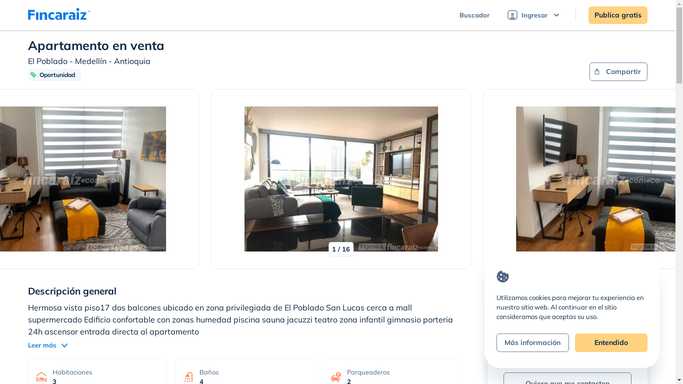 Fincaraiz
Buscador
Ingresar
Publica gratis
Apartamento en venta
El Poblado - Medellín - Antioquia
Oportunidad
Compartir
fincaraiz
fincaraiz
1 / 16
fincaraiz
Descripción general
Hermosa vista piso17 dos balcones ubicado en zona privilegiada de El Poblado San Lucas cerca a mall
supermercado Edificio confortable con zonas humedad piscina sauna jacuzzi teatro zona infantil gimnasio porteria
24h ascensor entrada directa al apartamento
Leer más
Habitaciones
3
Baños
4
Parqueaderos
2
Utilizamos cookies para mejorar tu experiencia en
nuestro sitio web. Al continuar en el sitio
consideramos que aceptas su uso.
Más información
Entendido
Quiero que me contacten